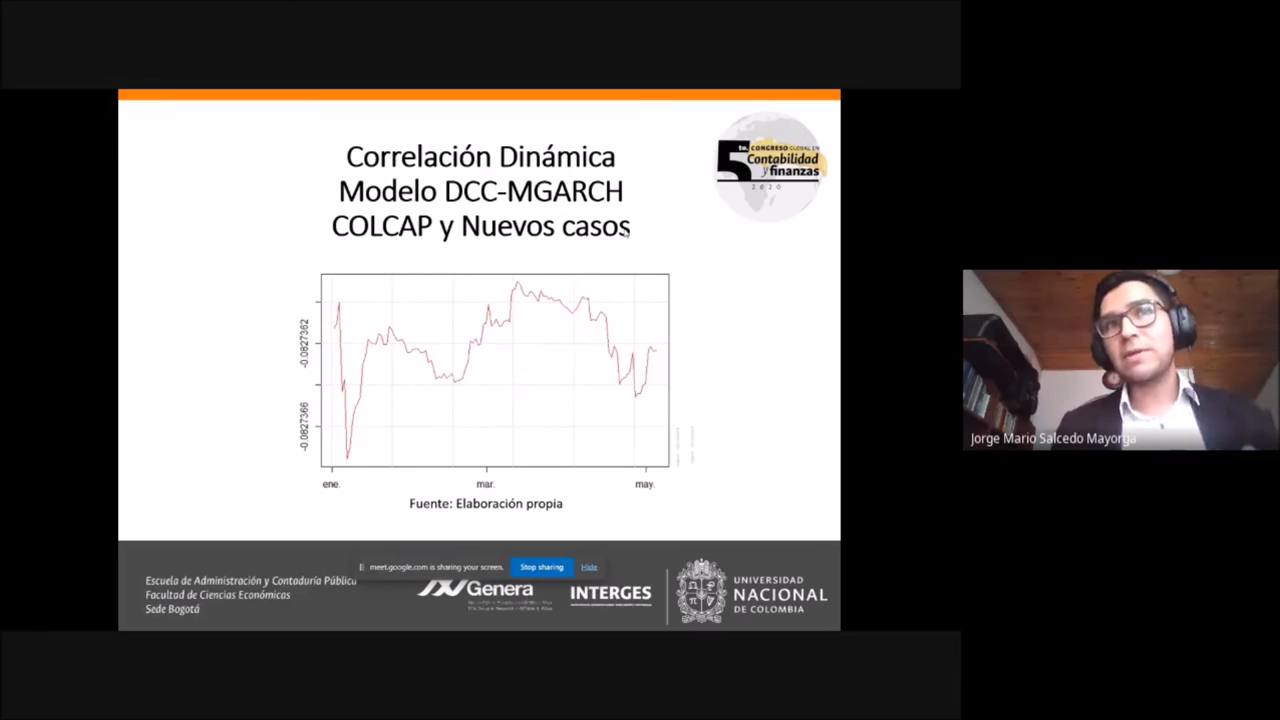 Correlación Dinámica
Modelo DCC-MGARCH
COLCAP y Nuevos casos
5to. CONGRESO GLOBAL EN
Contabilidad
y finanzas
2020
-0.0827362
-0.0827366
ene.
mar.
may.
Fuente: Elaboración propia
Jorge Mario Salcedo Mayorga
meet.google.com is sharing your screen.
Stop sharing
Hide
Escuela de Administración y Contaduría Pública
Facultad de Ciencias Económicas
Sede Bogotá
Genera
INTERGES
UNIVERSIDAD
NACIONAL
DE COLOMBIA